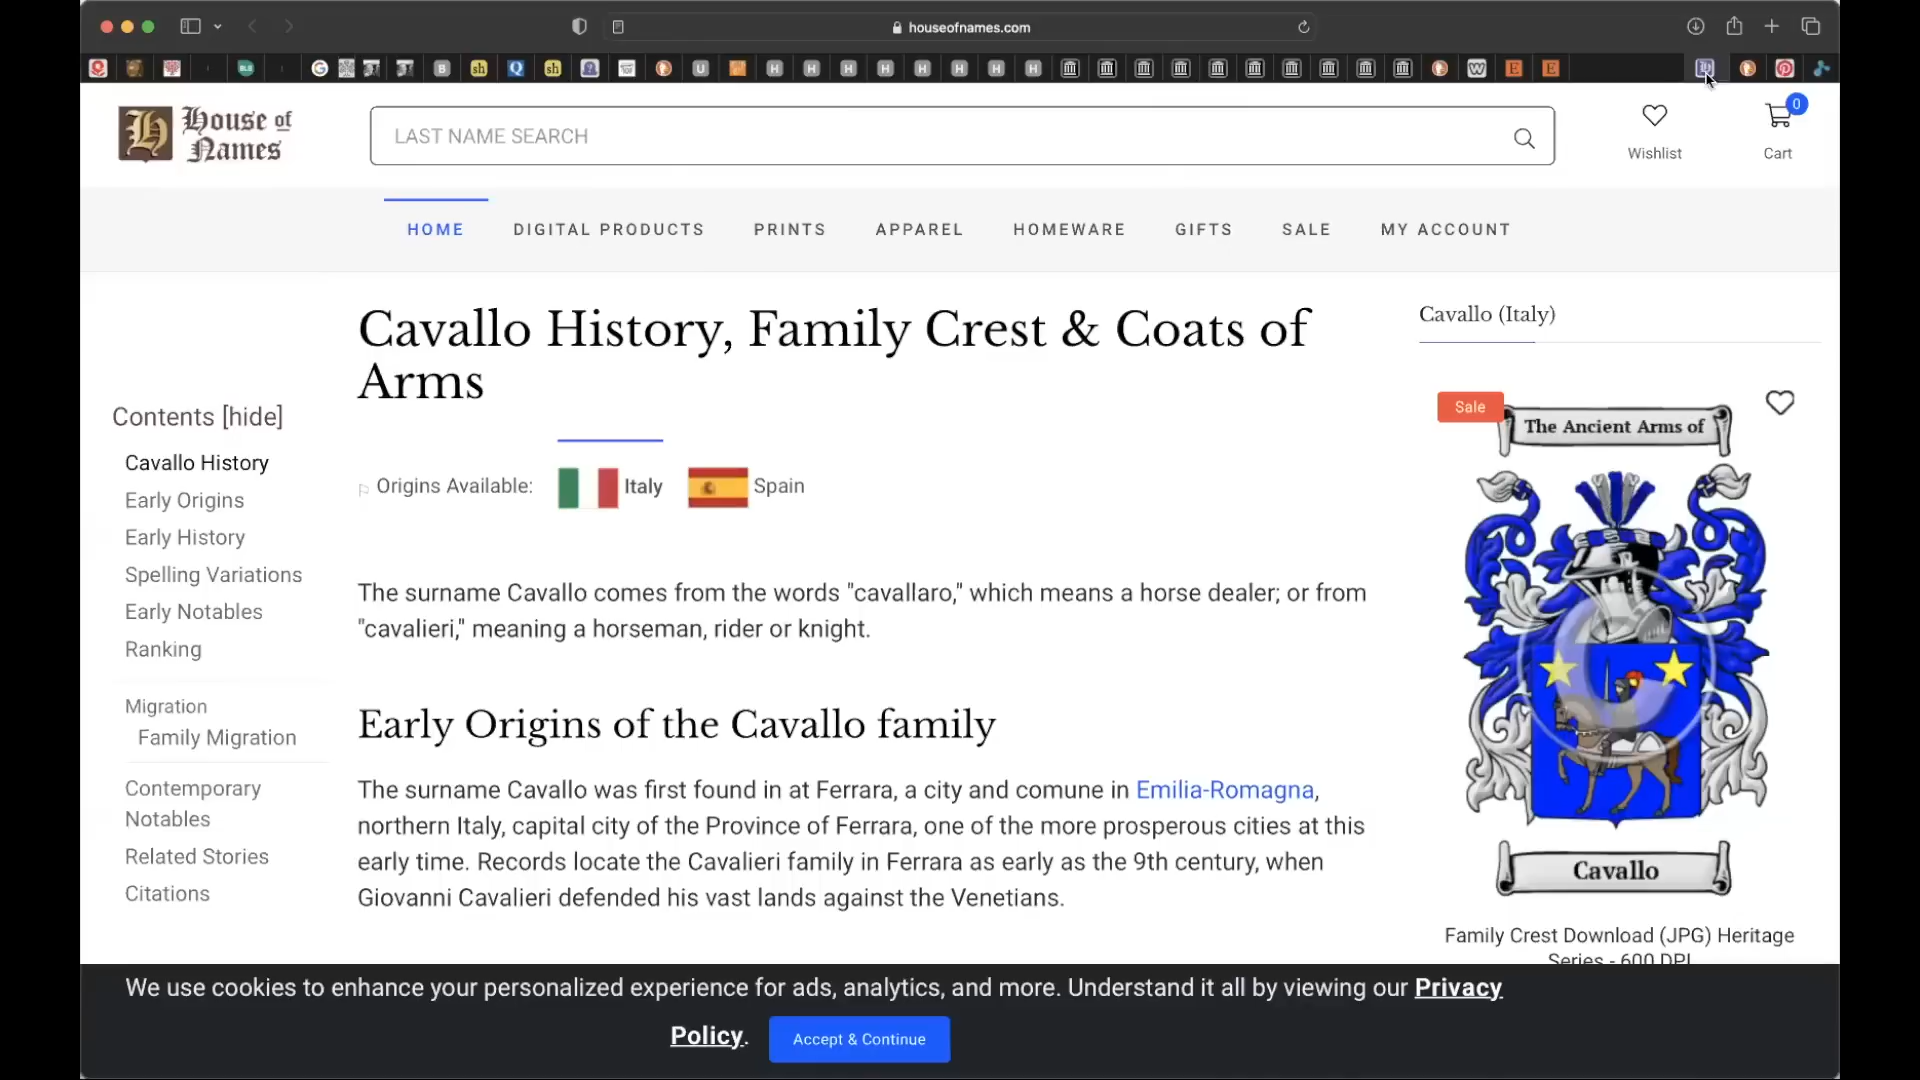 houseofnames.com
House of
Names
LAST NAME SEARCH
Wishlist
0
Cart
HOME
DIGITAL PRODUCTS
PRINTS
APPAREL
HOMEWARE
GIFTS
SALE
MY ACCOUNT
Cavallo History, Family Crest & Coats of
Arms
Origins Available:
Italy
Spain
The surname Cavallo comes from the words "cavallaro," which means a horse dealer; or from
"cavalieri," meaning a horseman, rider or knight.
Early Origins of the Cavallo family
The surname Cavallo was first found in at Ferrara, a city and comune in Emilia-Romagna,
northern Italy, capital city of the Province of Ferrara, one of the more prosperous cities at this
early time. Records locate the Cavalieri family in Ferrara as early as the 9th century, when
Giovanni Cavalieri defended his vast lands against the Venetians.
Contents [hide]
Cavallo History
Early Origins
Early History
Spelling Variations
Early Notables
Ranking
Migration
Family Migration
Contemporary
Notables
Related Stories
Citations
Cavallo (Italy)
Sale
The Ancient Arms of
Cavallo
Family Crest Download (JPG) Heritage
Series - 600 DPI
We use cookies to enhance your personalized experience for ads, analytics, and more. Understand it all by viewing our Privacy
Policy.
Accept & Continue